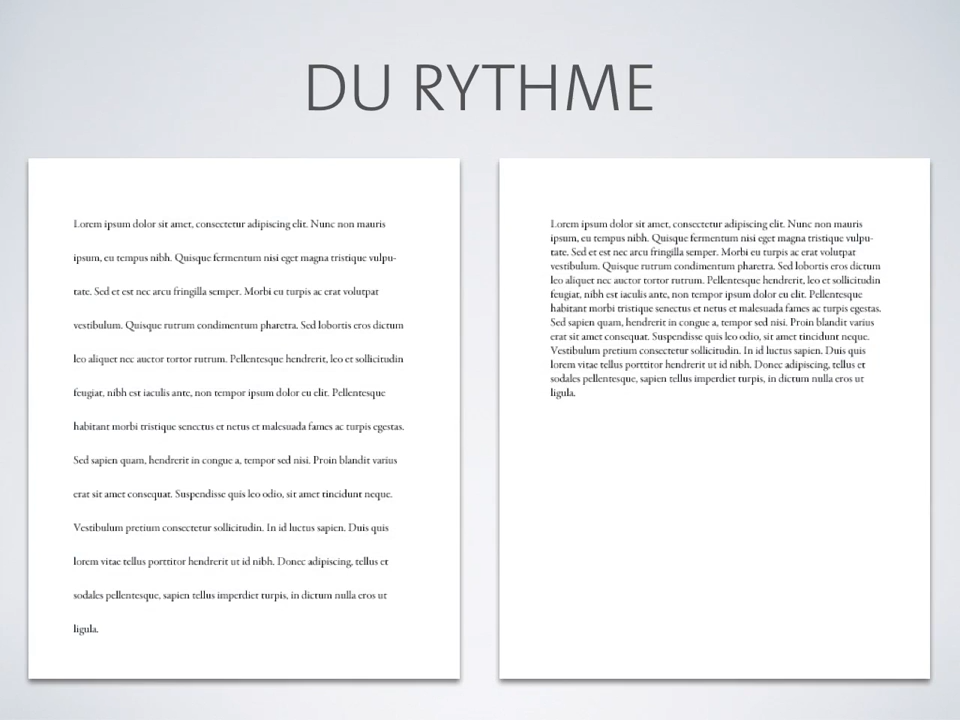 DU RYTHME
Lorem ipsum dolor sit amet, consectetur adipiscing elit. Nunc non mauris
ipsum, eu tempus nibh. Quisque fermentum nisi eget magna tristique vulpu-
tate. Sed et est nec arcu fringilla semper. Morbi eu turpis ac erat volutpat
vestibulum. Quisque rutrum condimentum pharetra. Sed lobortis eros dictum
leo aliquet nec auctor tortor rutrum. Pellentesque hendrerit, leo et sollicitudin
feugiat, nibh est iaculis ante, non tempor ipsum dolor eu elit. Pellentesque
habitant morbi tristique senectus et netus et malesuada fames ac turpis egestas.
Sed sapien quam, hendrerit in congue a, tempor sed nisi. Proin blandit varius
erat sit amet consequat. Suspendisse quis leo odio, sit amet tincidunt neque.
Vestibulum pretium consectetur sollicitudin. In id luctus sapien. Duis quis
lorem vitae tellus porttitor hendrerit ut id nibh. Donec adipiscing, tellus et
sodales pellentesque, sapien tellus imperdiet turpis, in dictum nulla eros ut
ligula.
Lorem ipsum dolor sit amet, consectetur adipiscing elit. Nunc non mauris
ipsum, eu tempus nibh. Quisque fermentum nisi eget magna tristique vulpu-
tate. Sed et est nec arcu fringilla semper. Morbi eu turpis ac erat volutpat
vestibulum. Quisque rutrum condimentum pharetra. Sed lobortis eros dictum
leo aliquet nec auctor tortor rutrum. Pellentesque hendrerit, leo et sollicitudin
feugiat, nibh est iaculis ante, non tempor ipsum dolor eu elit. Pellentesque
habitant morbi tristique senectus et netus et malesuada fames ac turpis egestas.
Sed sapien quam, hendrerit in congue a, tempor sed nisi. Proin blandit varius
erat sit amet consequat. Suspendisse quis leo odio, sit amet tincidunt neque.
Vestibulum pretium consectetur sollicitudin. In id luctus sapien. Duis quis
lorem vitae tellus porttitor hendrerit ut id nibh. Donec adipiscing, tellus et
sodales pellentesque, sapien tellus imperdiet turpis, in dictum nulla eros ut
ligula.